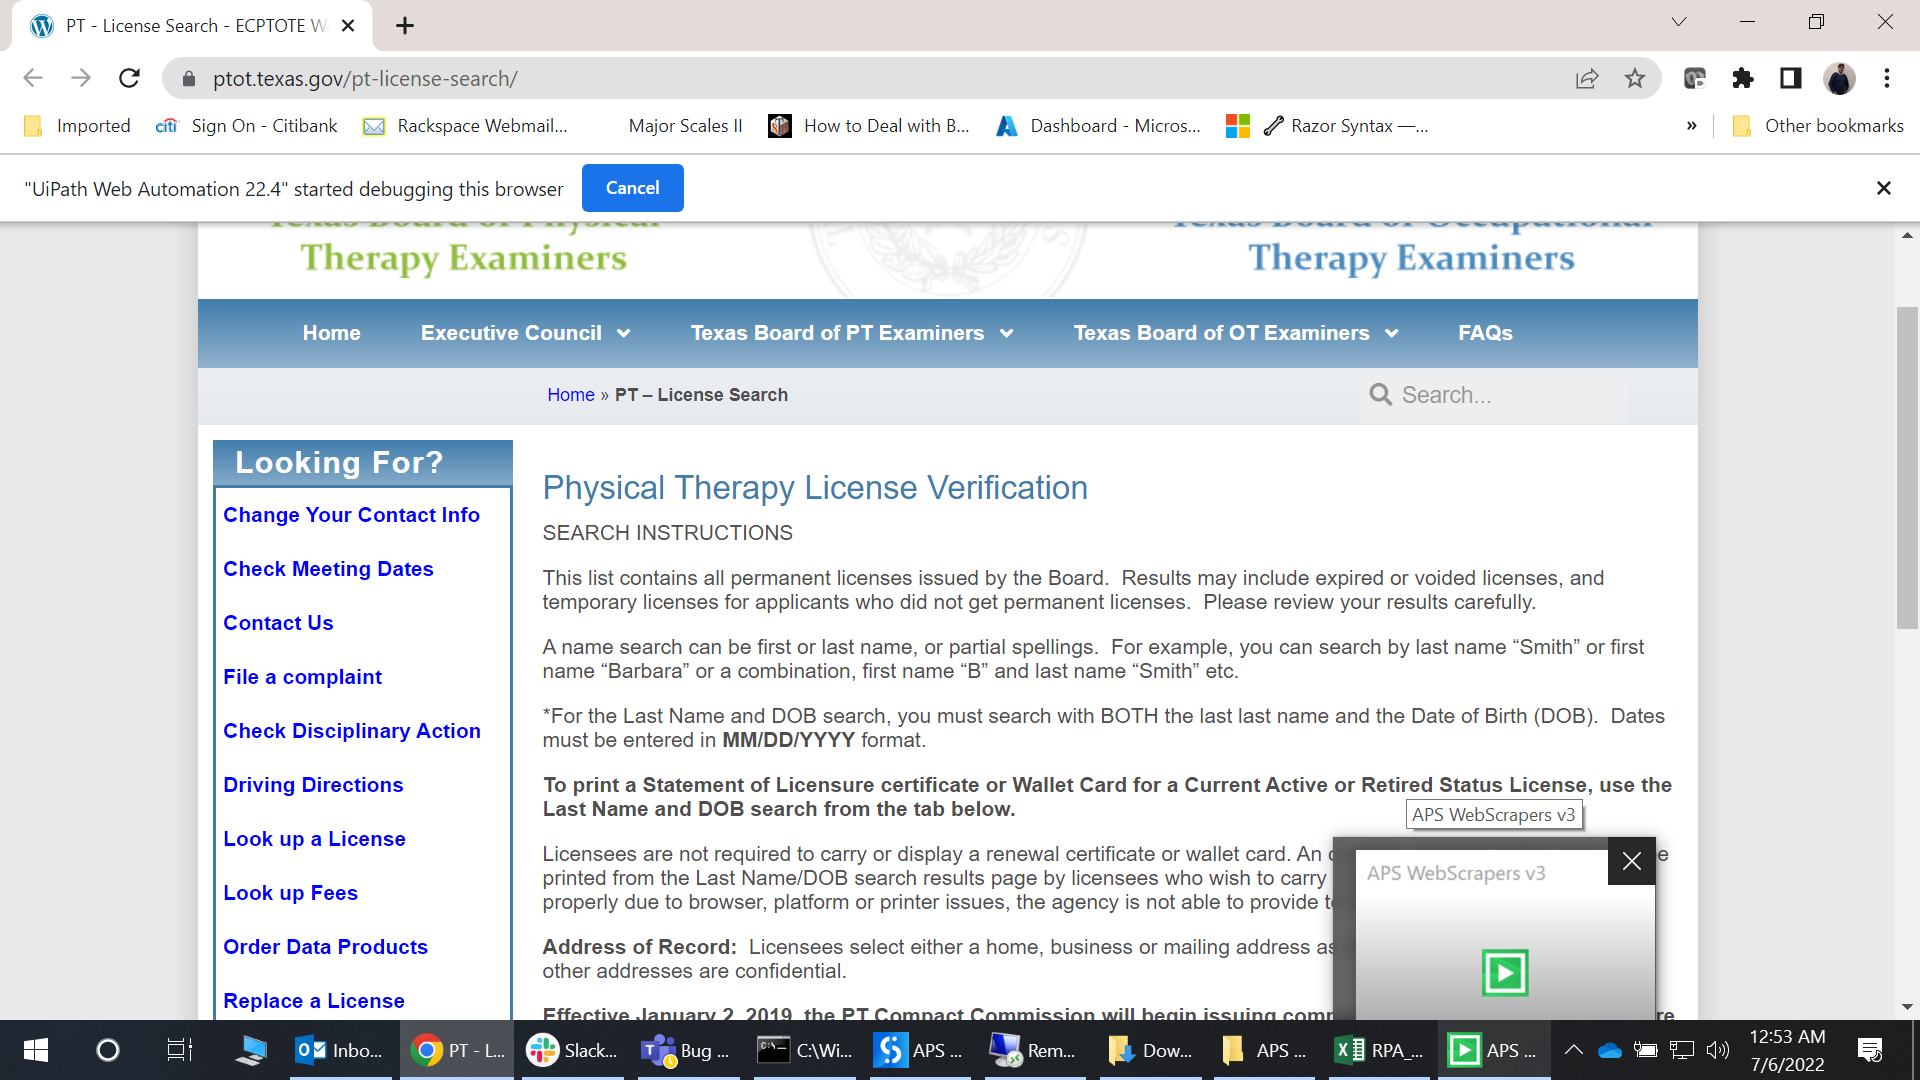 PT - License Search - ECPTOTE W
ptot.texas.gov/pt-license-search/
Imported
citi Sign On - Citibank
Rackspace Webmail...
Major Scales II
How to Deal with B...
Dashboard - Micros...
Razor Syntax —...
»
Other bookmarks
"UiPath Web Automation 22.4" started debugging this browser
Cancel
Texas Board of Physical
Therapy Examiners
Texas Board of Occupational
Therapy Examiners
Home
Executive Council
Texas Board of PT Examiners
Texas Board of OT Examiners
FAQs
Home » PT – License Search
Search...
Looking For?
Change Your Contact Info
Check Meeting Dates
Contact Us
File a complaint
Check Disciplinary Action
Driving Directions
Look up a License
Look up Fees
Order Data Products
Replace a License
Physical Therapy License Verification
SEARCH INSTRUCTIONS
This list contains all permanent licenses issued by the Board.  Results may include expired or voided licenses, and
temporary licenses for applicants who did not get permanent licenses.  Please review your results carefully.
A name search can be first or last name, or partial spellings.  For example, you can search by last name “Smith” or first
name “Barbara” or a combination, first name “B” and last name “Smith” etc.
*For the Last Name and DOB search, you must search with BOTH the last last name and the Date of Birth (DOB).  Dates
must be entered in MM/DD/YYYY format.
To print a Statement of Licensure certificate or Wallet Card for a Current Active or Retired Status License, use the
Last Name and DOB search from the tab below.
Licensees are not required to carry or display a renewal certificate or wallet card. An
printed from the Last Name/DOB search results page by licensees who wish to carry
properly due to browser, platform or printer issues, the agency is not able to provide
Address of Record:  Licensees select either a home, business or mailing address as
other addresses are confidential.
Effective January 2, 2019, the PT Compact Commission will begin issuing
APS WebScrapers v3
APS WebScrapers v3
Inbo...
PT - L...
Slack...
Bug ...
C:\Wi...
APS ...
Rem...
Dow...
APS ...
RPA_...
APS ...
12:53 AM
7/6/2022